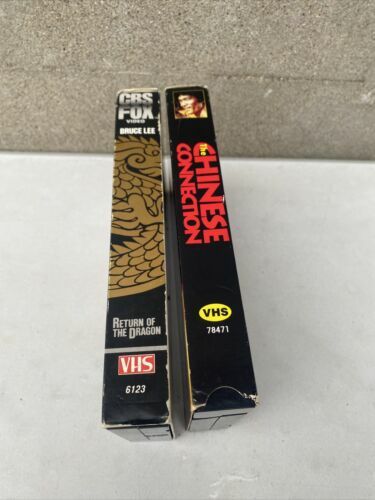 CBS
FOX
VIDEO
BRUCE LEE
RETURN OF
THE DRAGON
VHS
6123
The
CHINESE
CONNECTION
VHS
78471